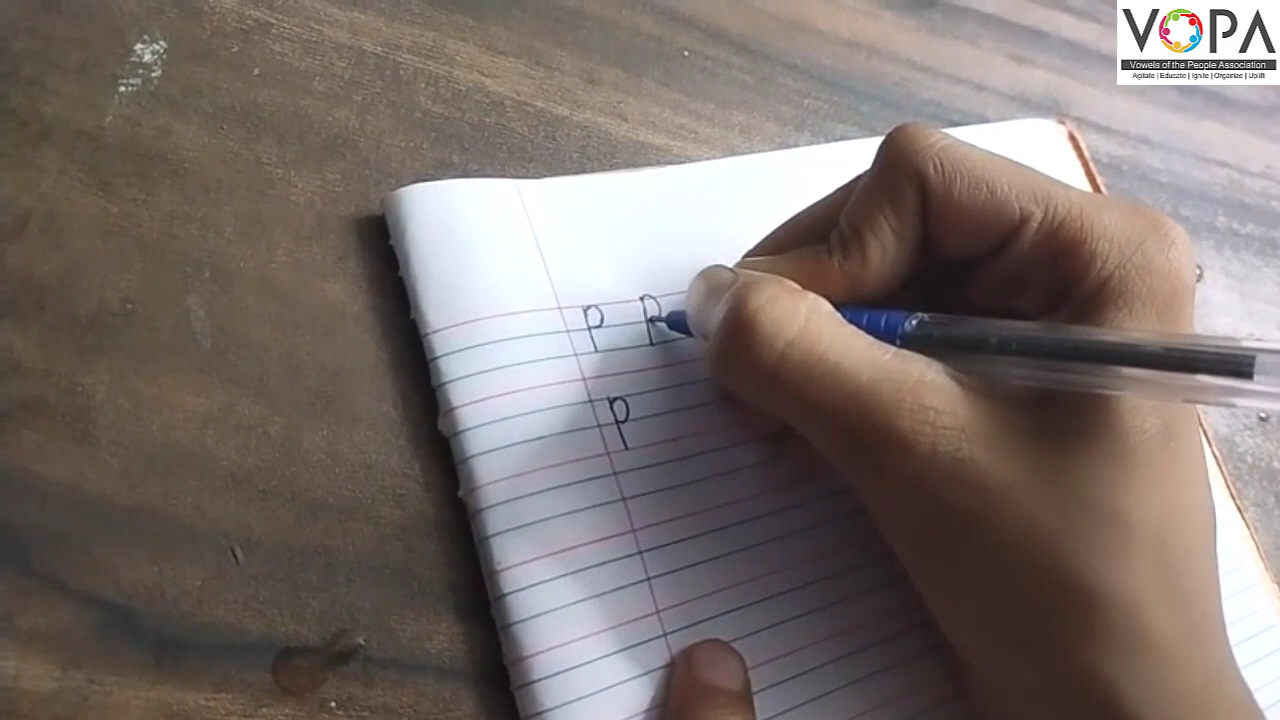 VOPA
Vowels of the People Association
Agitate | Educate | Ignite | Organize | Uplift
p p
p